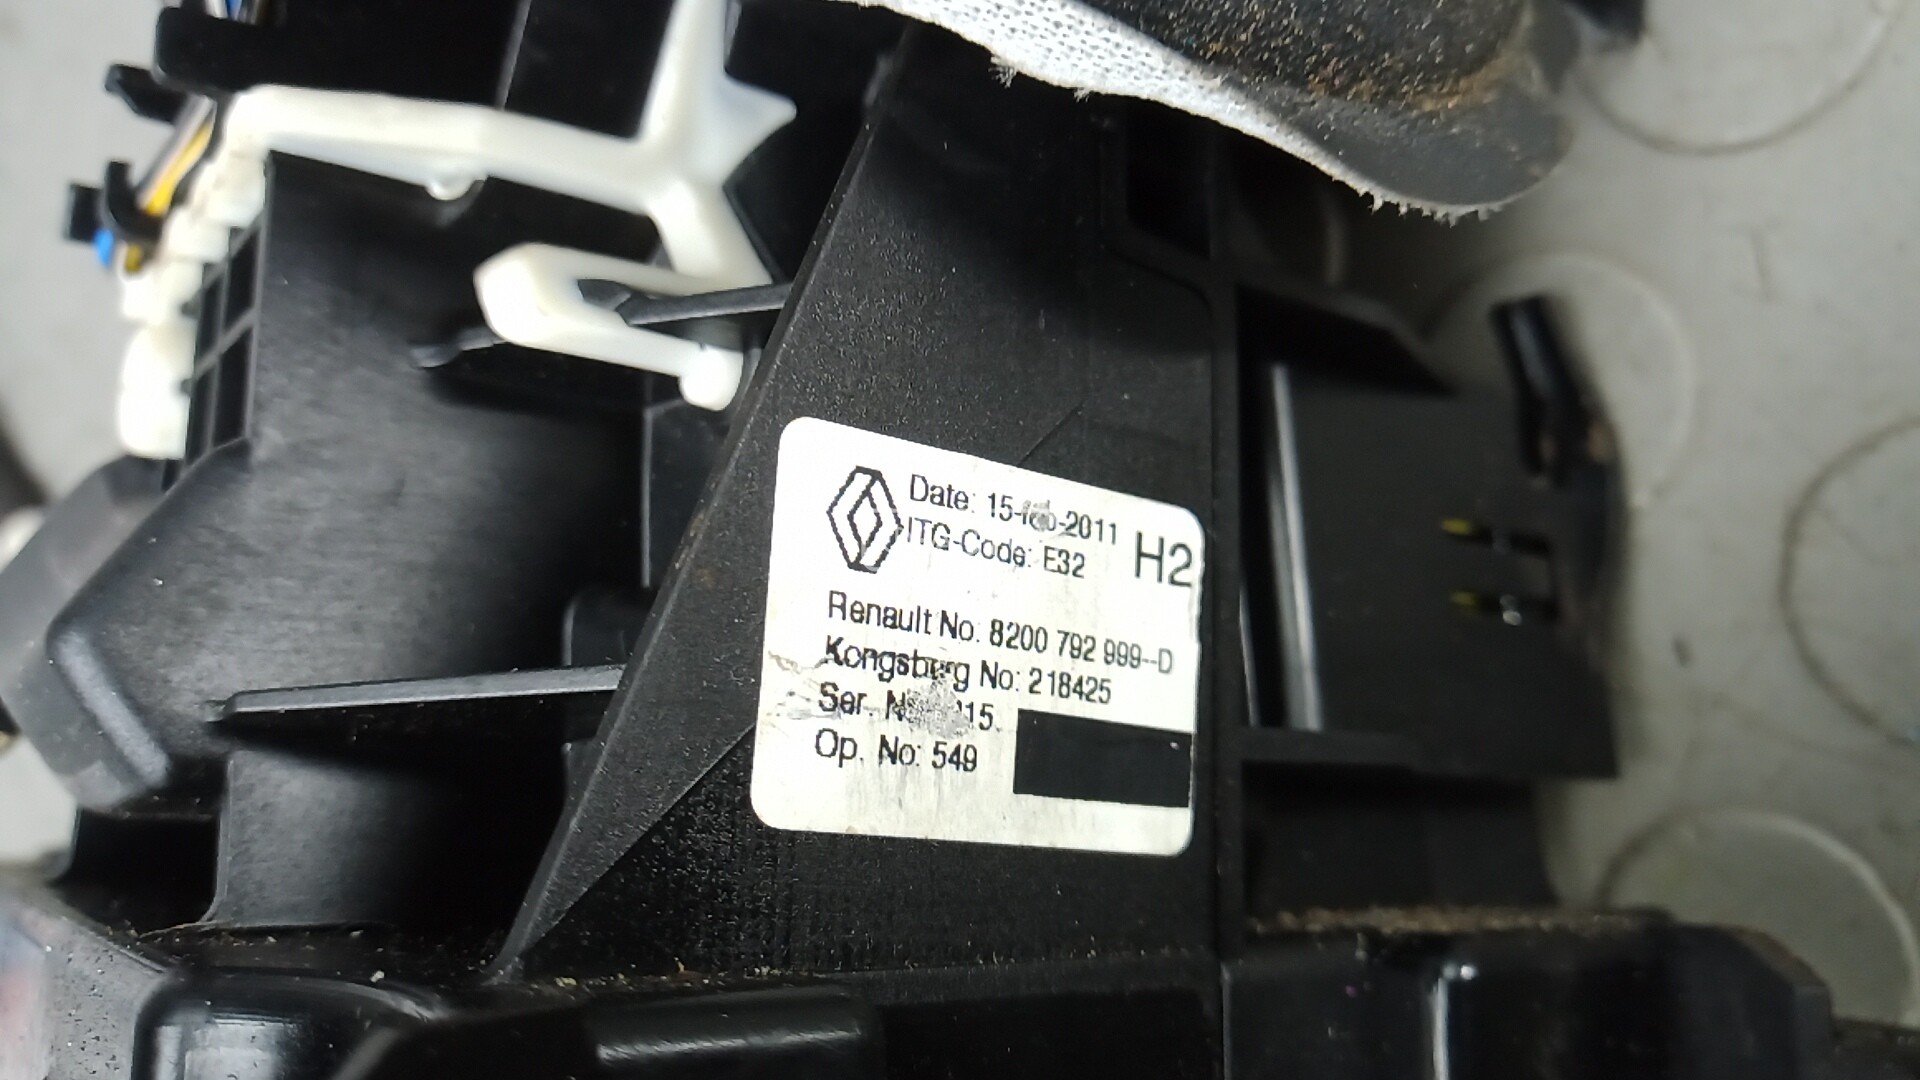 Date: 15-feb-2011
ITG-Code: E32
H2
Renault No: 8200 792 999--D
Kongsberg No: 218425
Ser.
Op. No: 549